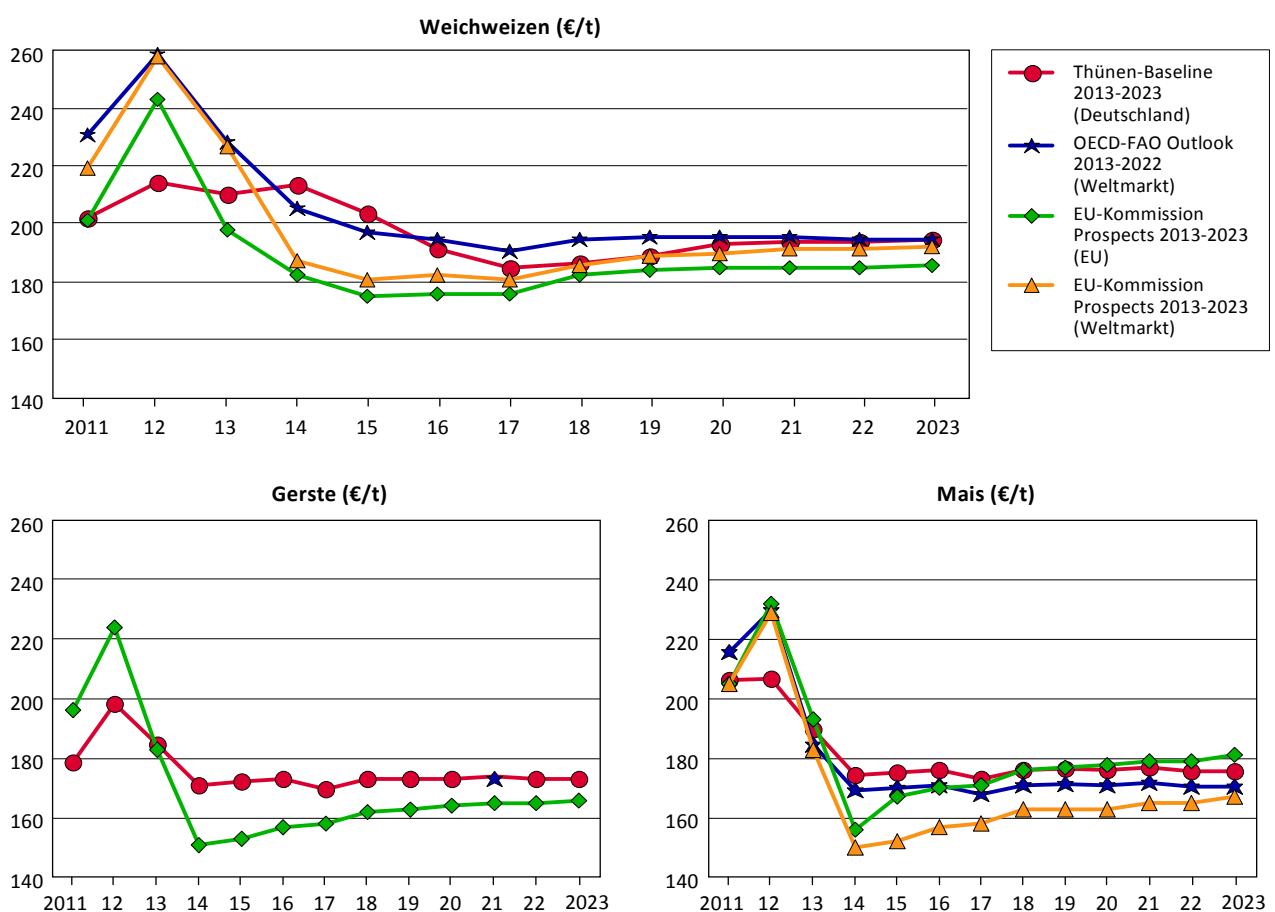 Weichweizen (€/t)
260
240
220
200
180
160
140
2011 12 13 14 15 16 17 18 19 20 21 22 2023
Thünen-Baseline
2013-2023
(Deutschland)
OECD-FAO Outlook
2013-2022
(Weltmarkt)
EU-Kommission
Prospects 2013-2023
(EU)
EU-Kommission
Prospects 2013-2023
(Weltmarkt)
Gerste (€/t)
260
240
220
200
180
160
140
2011 12 13 14 15 16 17 18 19 20 21 22 2023
Mais (€/t)
260
240
220
200
180
160
140
2011 12 13 14 15 16 17 18 19 20 21 22 2023